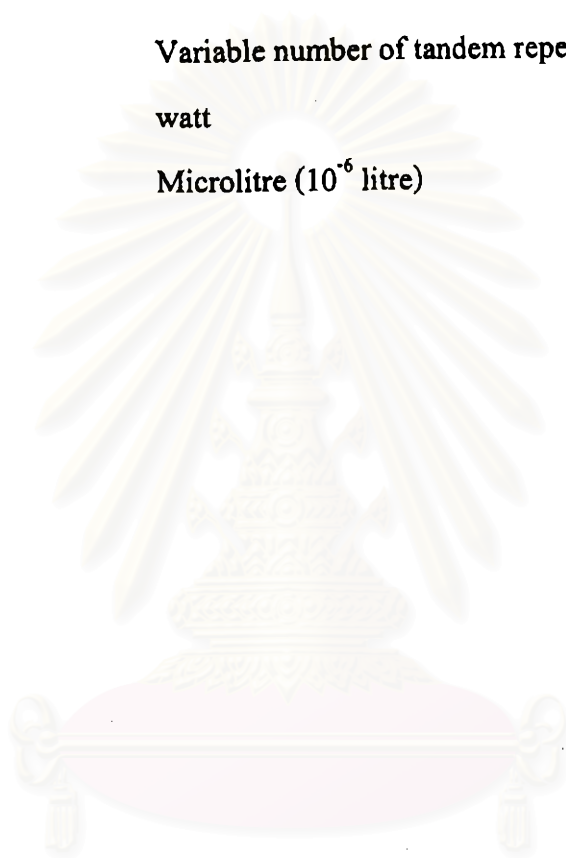 Variable number of tandem repe
watt
Microlitre (10⁻⁶ litre)